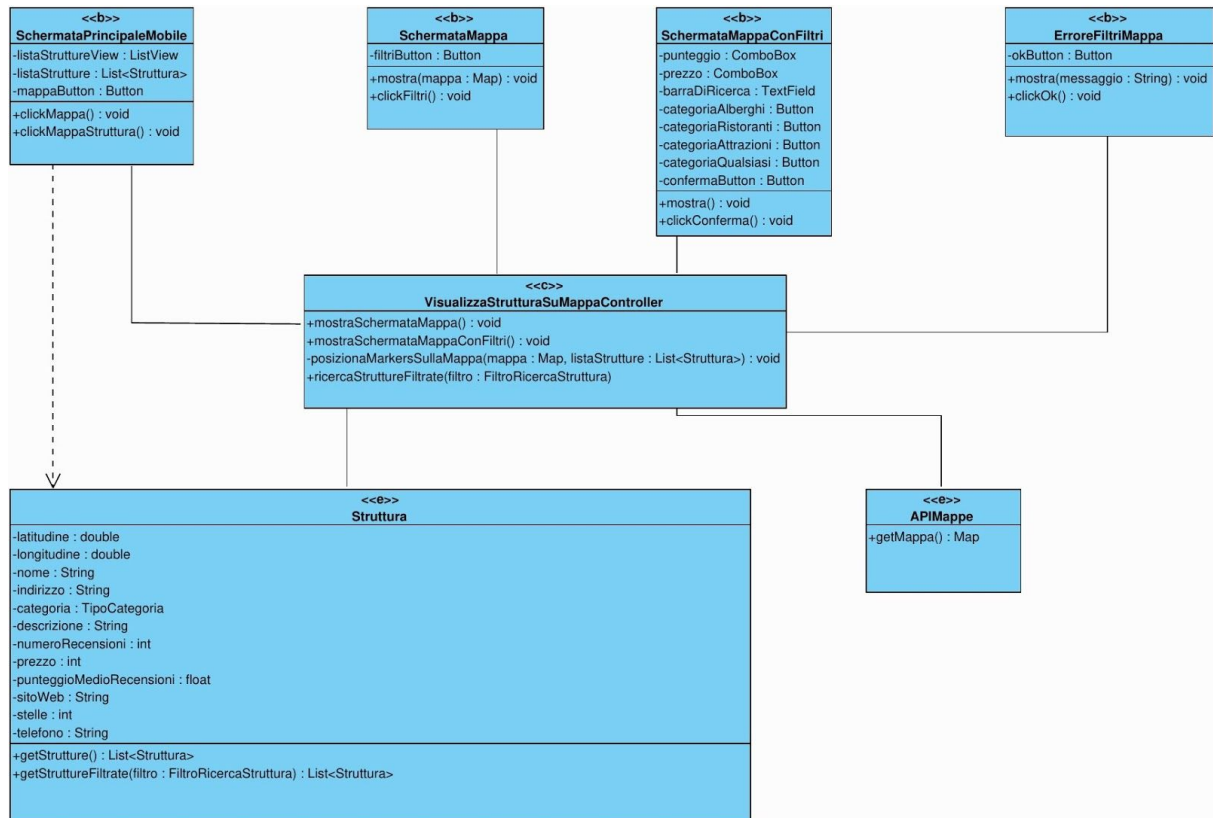 <<b>>
SchermataPrincipaleMobile
-listaStruttureView : ListView
-listaStrutture : List<Struttura>
-mappaButton : Button
+clickMappa() : void
+clickMappaStruttura() : void
<<b>>
SchermataMappa
-filtriButton : Button
+mostra(mappa : Map) : void
+clickFiltri() : void
<<b>>
SchermataMappaConFiltri
-punteggio : ComboBox
-prezzo : ComboBox
-barraDiRicerca : TextField
-categoriaAlberghi : Button
-categoriaRistoranti : Button
-categoriaAttrazioni : Button
-categoriaQualsiasi : Button
-confermaButton : Button
+mostra() : void
+clickConferma() : void
<<b>>
ErroreFiltriMappa
-okButton : Button
+mostra(messaggio : String) : void
+clickOk() : void
<<c>>
VisualizzaStrutturaSuMappaController
+mostraSchermataMappa() : void
+mostraSchermataMappaConFiltri() : void
-posizionaMarkersSullaMappa(mappa : Map, listaStrutture : List<Struttura>) : void
+ricercaStruttureFiltrate(filtro : FiltroRicercaStruttura)
<<e>>
Struttura
-latitudine : double
-longitudine : double
-nome : String
-indirizzo : String
-categoria : TipoCategoria
-descrizione : String
-numeroRecensioni : int
-prezzo : int
-punteggioMedioRecensioni : float
-sitoWeb : String
-stelle : int
-telefono : String
+getStrutture() : List<Struttura>
+getStruttureFiltrate(filtro : FiltroRicercaStruttura) : List<Struttura>
<<e>>
APIMappe
+getMappa() : Map